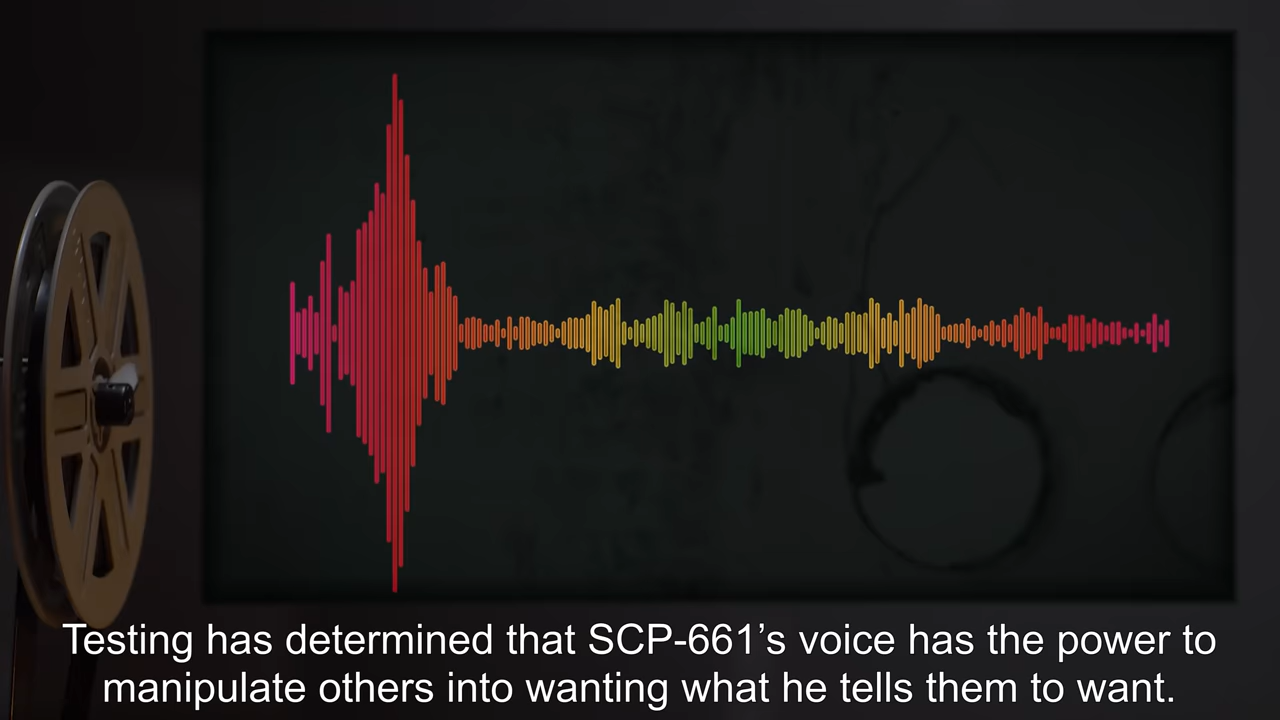 Testing has determined that SCP-661’s voice has the power to
manipulate others into wanting what he tells them to want.